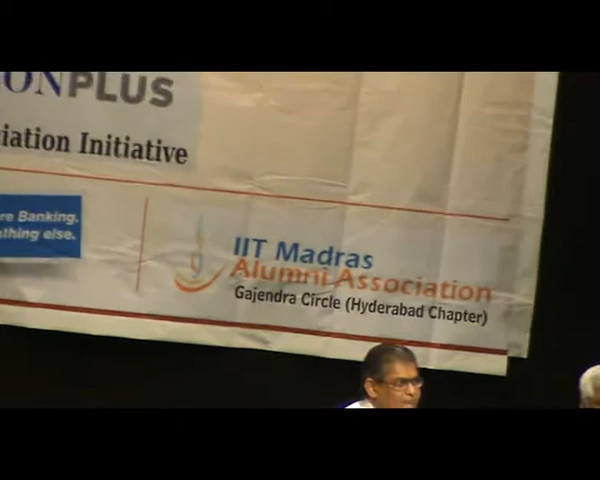 ONPLUS
iation Initiative
re Banking.
thing else.
IIT Madras
Alumni Association
Gajendra Circle (Hyderabad Chapter)